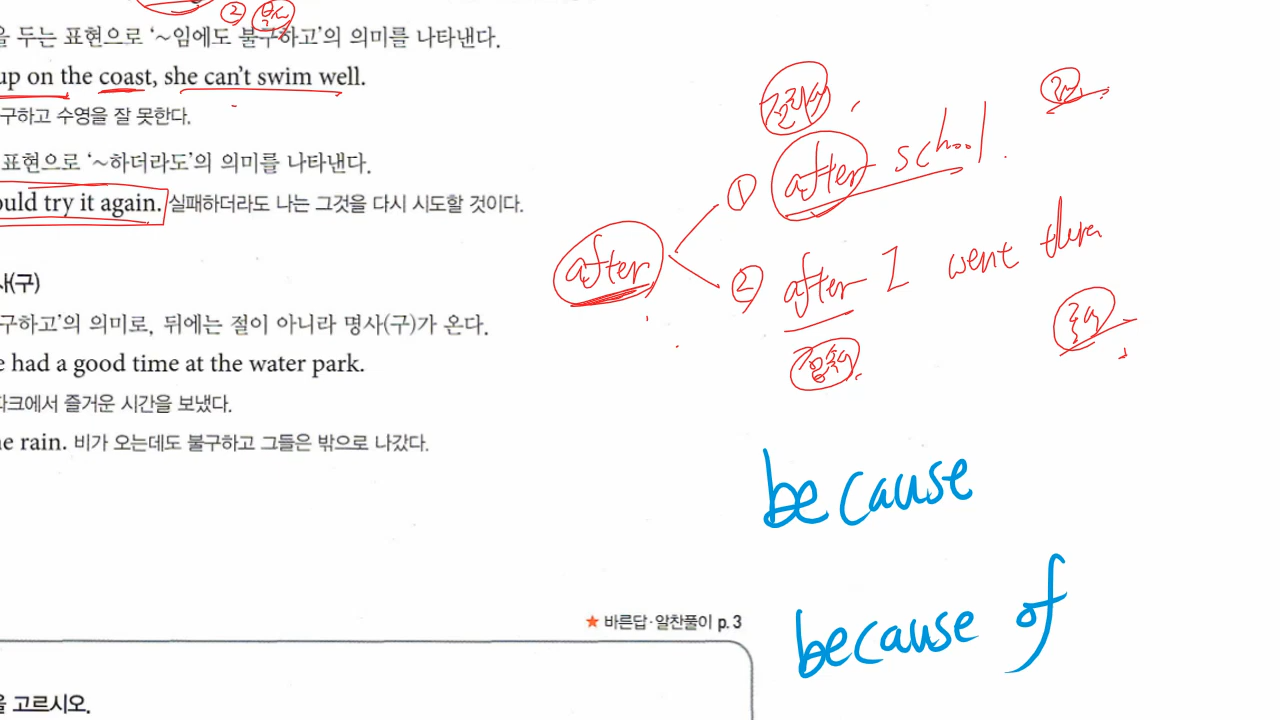 ② 부사
을 두는 표현으로 '~임에도 불구하고'의 의미를 나타낸다.
up on the coast, she can't swim well.
구하고 수영을 잘 못한다.
표현으로 '~하더라도'의 의미를 나타낸다.
ould try it again. 실패하더라도 나는 그것을 다시 시도할 것이다.
사(구)
구하고'의 의미로, 뒤에는 절이 아니라 명사(구)가 온다.
e had a good time at the water park.
파크에서 즐거운 시간을 보냈다.
he rain. 비가 오는데도 불구하고 그들은 밖으로 나갔다.
★ 바른답·알찬풀이 p. 3
을 고르시오.
전치사
① after school.
after
② after I went there
접속사
because
because of